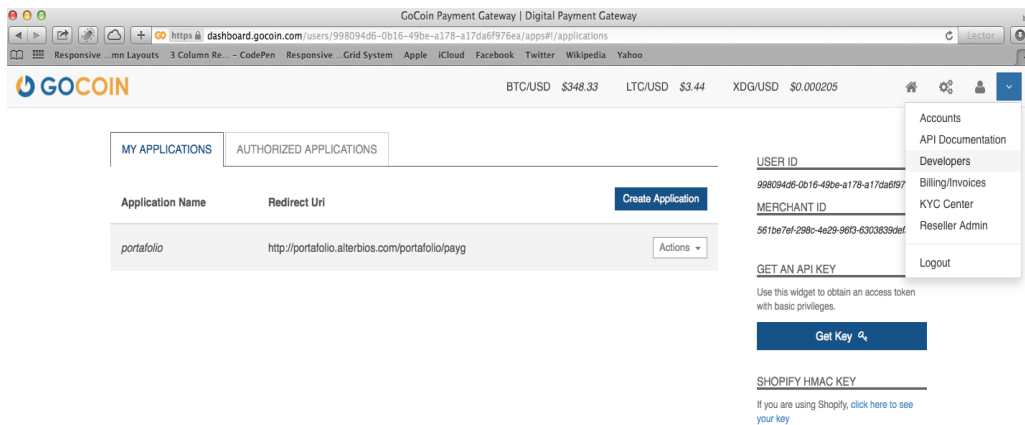 GoCoin Payment Gateway | Digital Payment Gateway
GO https dashboard.gocoin.com/users/998094d6-0b16-49be-a178-a17da6f976ea/apps#!/applications
Lector
Responsive ...mn Layouts 3 Column Re... – CodePen Responsive ...Grid System Apple iCloud Facebook Twitter Wikipedia Yahoo
GOCOIN
BTC/USD $348.33 LTC/USD $3.44 XDG/USD $0.000205
Accounts
API Documentation
Developers
Billing/Invoices
KYC Center
Reseller Admin
Logout
MY APPLICATIONS AUTHORIZED APPLICATIONS
Application Name Redirect Uri Create Application
portafolio http://portafolio.alterbios.com/portafolio/payg Actions
USER ID
998094d6-0b16-49be-a178-a17da6f97
MERCHANT ID
561be7ef-298c-4e29-96f3-6303839def
GET AN API KEY
Use this widget to obtain an access token
with basic privileges.
Get Key
SHOPIFY HMAC KEY
If you are using Shopify, click here to see
your key